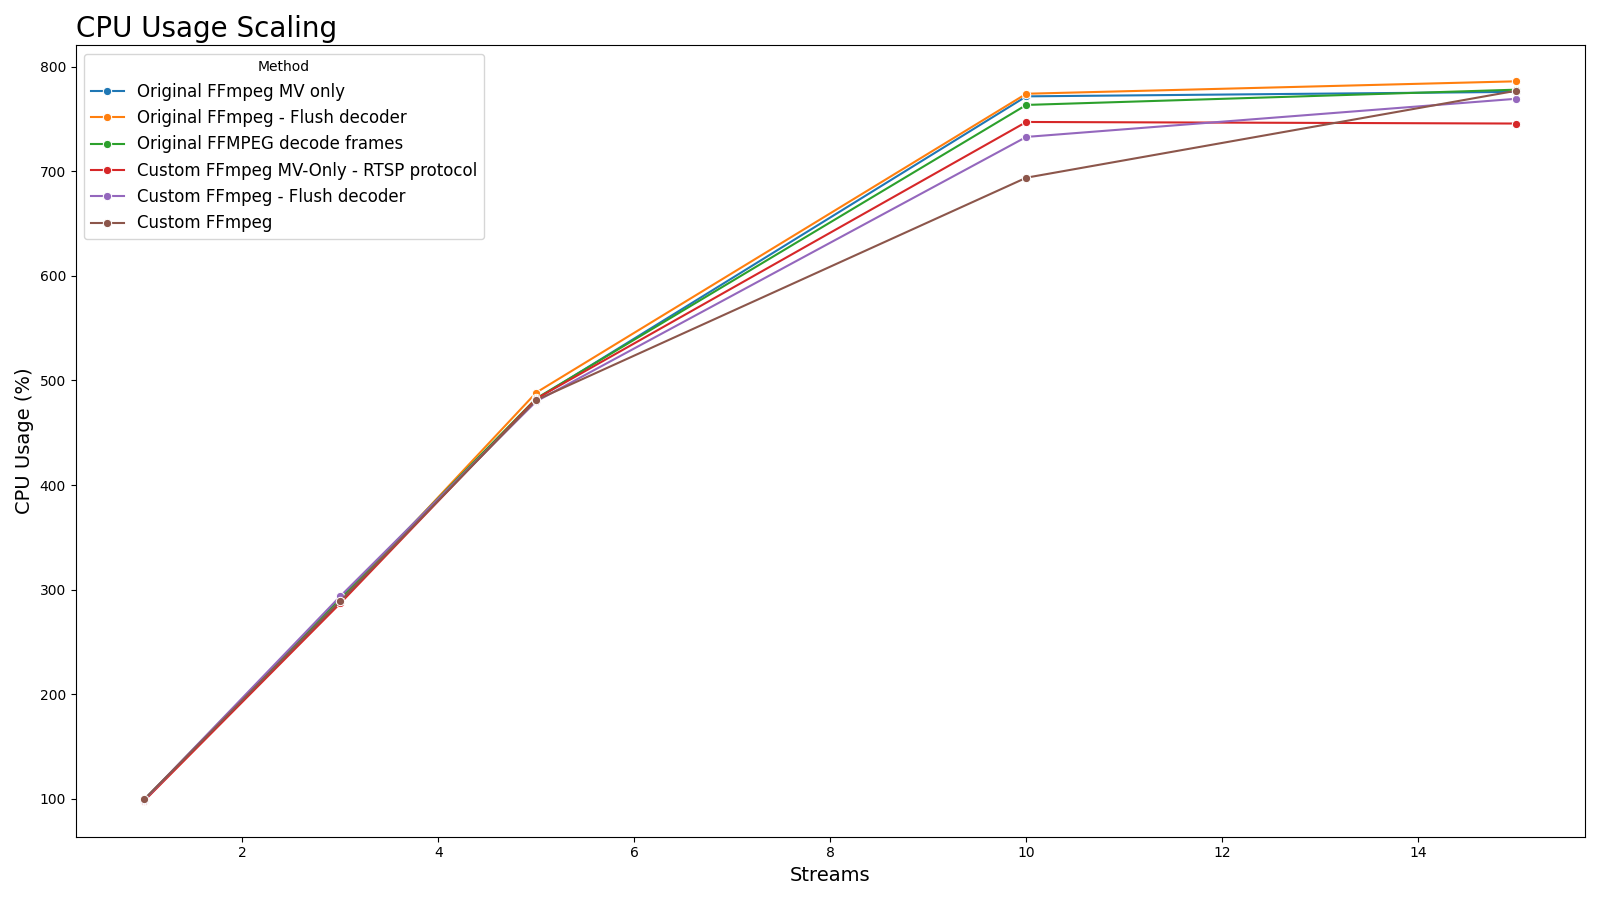 CPU Usage Scaling
Method
Original FFmpeg MV only
Original FFmpeg - Flush decoder
Original FFMPEG decode frames
Custom FFmpeg MV-Only - RTSP protocol
Custom FFmpeg - Flush decoder
Custom FFmpeg
CPU Usage (%)
800
700
600
500
400
300
200
100
2 4 6 8 10 12 14
Streams